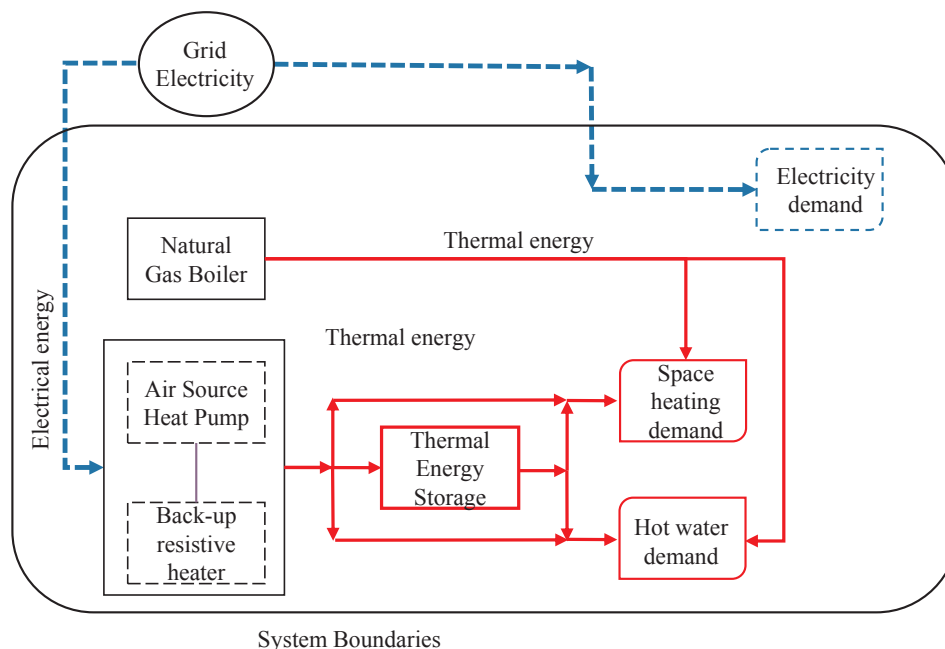 Grid
Electricity
Electricity
demand
Natural
Gas Boiler
Thermal energy
Electrical energy
Thermal energy
Air Source
Heat Pump
Space
heating
demand
Thermal
Energy
Storage
Back-up
resistive
heater
Hot water
demand
System Boundaries